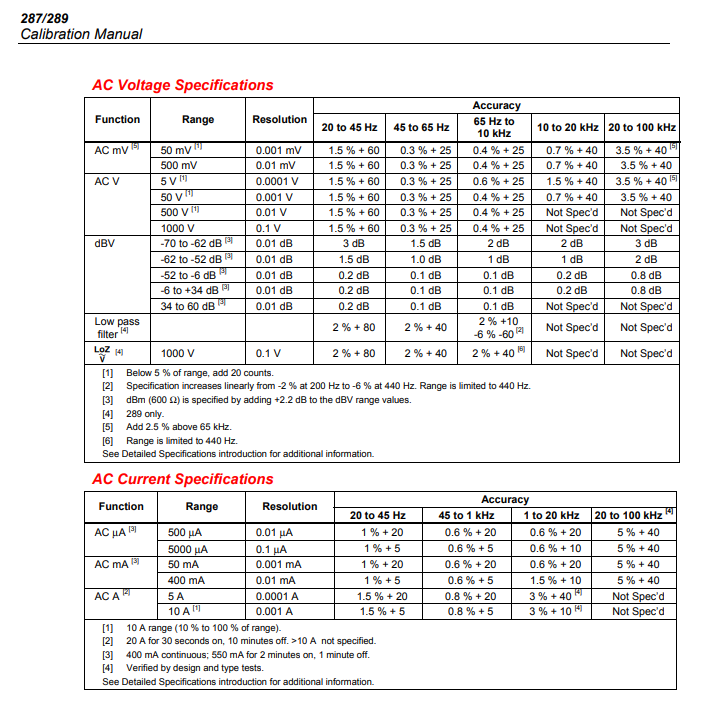 287/289
Calibration Manual
AC Voltage Specifications
Function Range Resolution Accuracy
20 to 45 Hz 45 to 65 Hz 65 Hz to 10 kHz 10 to 20 kHz 20 to 100 kHz
AC mV [5] 50 mV [1] 0.001 mV 1.5 % + 60 0.3 % + 25 0.4 % + 25 0.7 % + 40 3.5 % + 40 [5]
500 mV 0.01 mV 1.5 % + 60 0.3 % + 25 0.4 % + 25 0.7 % + 40 3.5 % + 40
AC V 5 V [1] 0.0001 V 1.5 % + 60 0.3 % + 25 0.6 % + 25 1.5 % + 40 3.5 % + 40 [5]
50 V [1] 0.001 V 1.5 % + 60 0.3 % + 25 0.4 % + 25 0.7 % + 40 3.5 % + 40
500 V [1] 0.01 V 1.5 % + 60 0.3 % + 25 0.4 % + 25 Not Spec'd Not Spec'd
1000 V 0.1 V 1.5 % + 60 0.3 % + 25 0.4 % + 25 Not Spec'd Not Spec'd
dBV -70 to -62 dB [3] 0.01 dB 3 dB 1.5 dB 2 dB 2 dB 3 dB
-62 to -52 dB [3] 0.01 dB 1.5 dB 1.0 dB 1 dB 1 dB 2 dB
-52 to -6 dB [3] 0.01 dB 0.2 dB 0.1 dB 0.1 dB 0.2 dB 0.8 dB
-6 to +34 dB [3] 0.01 dB 0.2 dB 0.1 dB 0.1 dB 0.2 dB 0.8 dB
34 to 60 dB [3] 0.01 dB 0.2 dB 0.1 dB 0.1 dB Not Spec'd Not Spec'd
Low pass filter [4] 2 % + 80 2 % + 40 2 % +10 -6 % -60 [2] Not Spec'd Not Spec'd
LoZ V [4] 1000 V 0.1 V 2 % + 80 2 % + 40 2 % + 40 [6] Not Spec'd Not Spec'd
[1] Below 5 % of range, add 20 counts.
[2] Specification increases linearly from -2 % at 200 Hz to -6 % at 440 Hz. Range is limited to 440 Hz.
[3] dBm (600 Ω) is specified by adding +2.2 dB to the dBV range values.
[4] 289 only.
[5] Add 2.5 % above 65 kHz.
[6] Range is limited to 440 Hz.
See Detailed Specifications introduction for additional information.
AC Current Specifications
Function Range Resolution Accuracy
20 to 45 Hz 45 to 1 kHz 1 to 20 kHz 20 to 100 kHz [4]
AC μA [3] 500 μA 0.01 μA 1 % + 20 0.6 % + 20 0.6 % + 20 5 % + 40
5000 μA 0.1 μA 1 % + 5 0.6 % + 5 0.6 % + 10 5 % + 40
AC mA [3] 50 mA 0.001 mA 1 % + 20 0.6 % + 20 0.6 % + 20 5 % + 40
400 mA 0.01 mA 1 % + 5 0.6 % + 5 1.5 % + 10 5 % + 40
AC A [2] 5 A 0.0001 A 1.5 % + 20 0.8 % + 20 3 % + 40 [4] Not Spec'd
10 A [1] 0.001 A 1.5 % + 5 0.8 % + 5 3 % + 10 [4] Not Spec'd
[1] 10 A range (10 % to 100 % of range).
[2] 20 A for 30 seconds on, 10 minutes off. >10 A not specified.
[3] 400 mA continuous; 550 mA for 2 minutes on, 1 minute off.
[4] Verified by design and type tests.
See Detailed Specifications introduction for additional information.